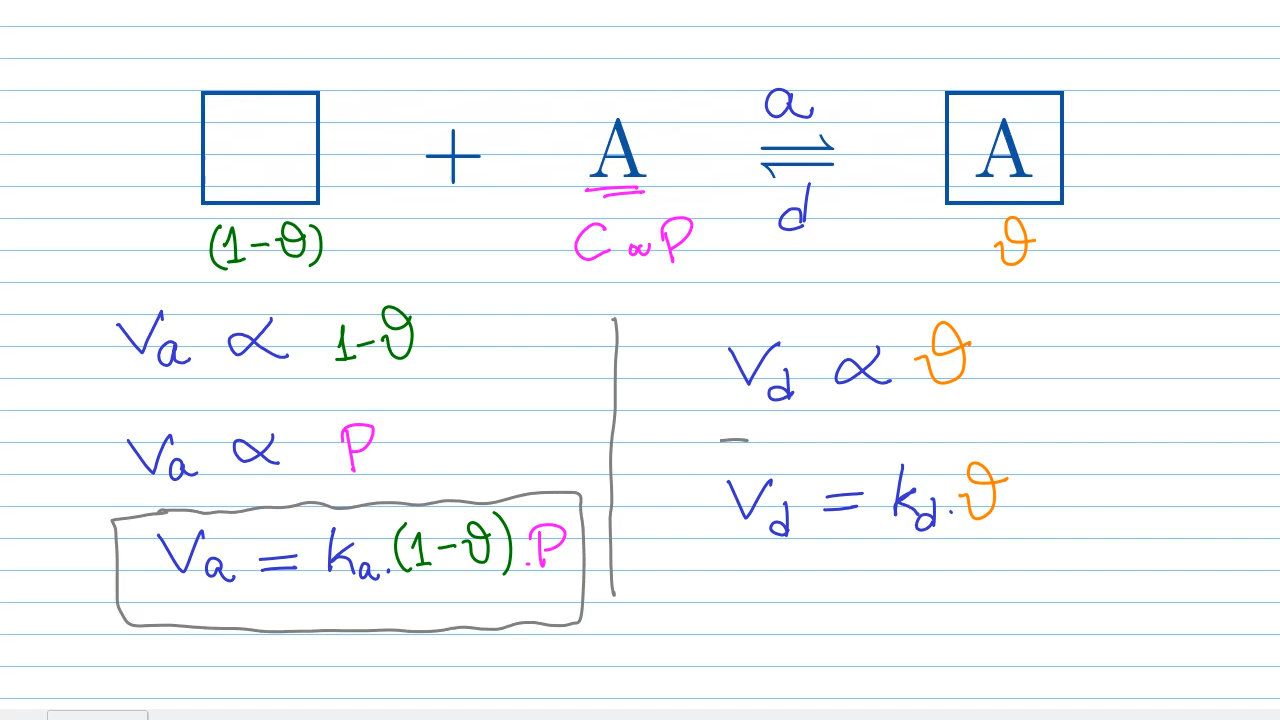 a
+ A ⇌ A
d
(1-ϑ) C ∝ P ϑ
Va ∝ 1-ϑ
Va ∝ P
Va = ka.(1-ϑ).P
Vd ∝ ϑ
Vd = kd.ϑ